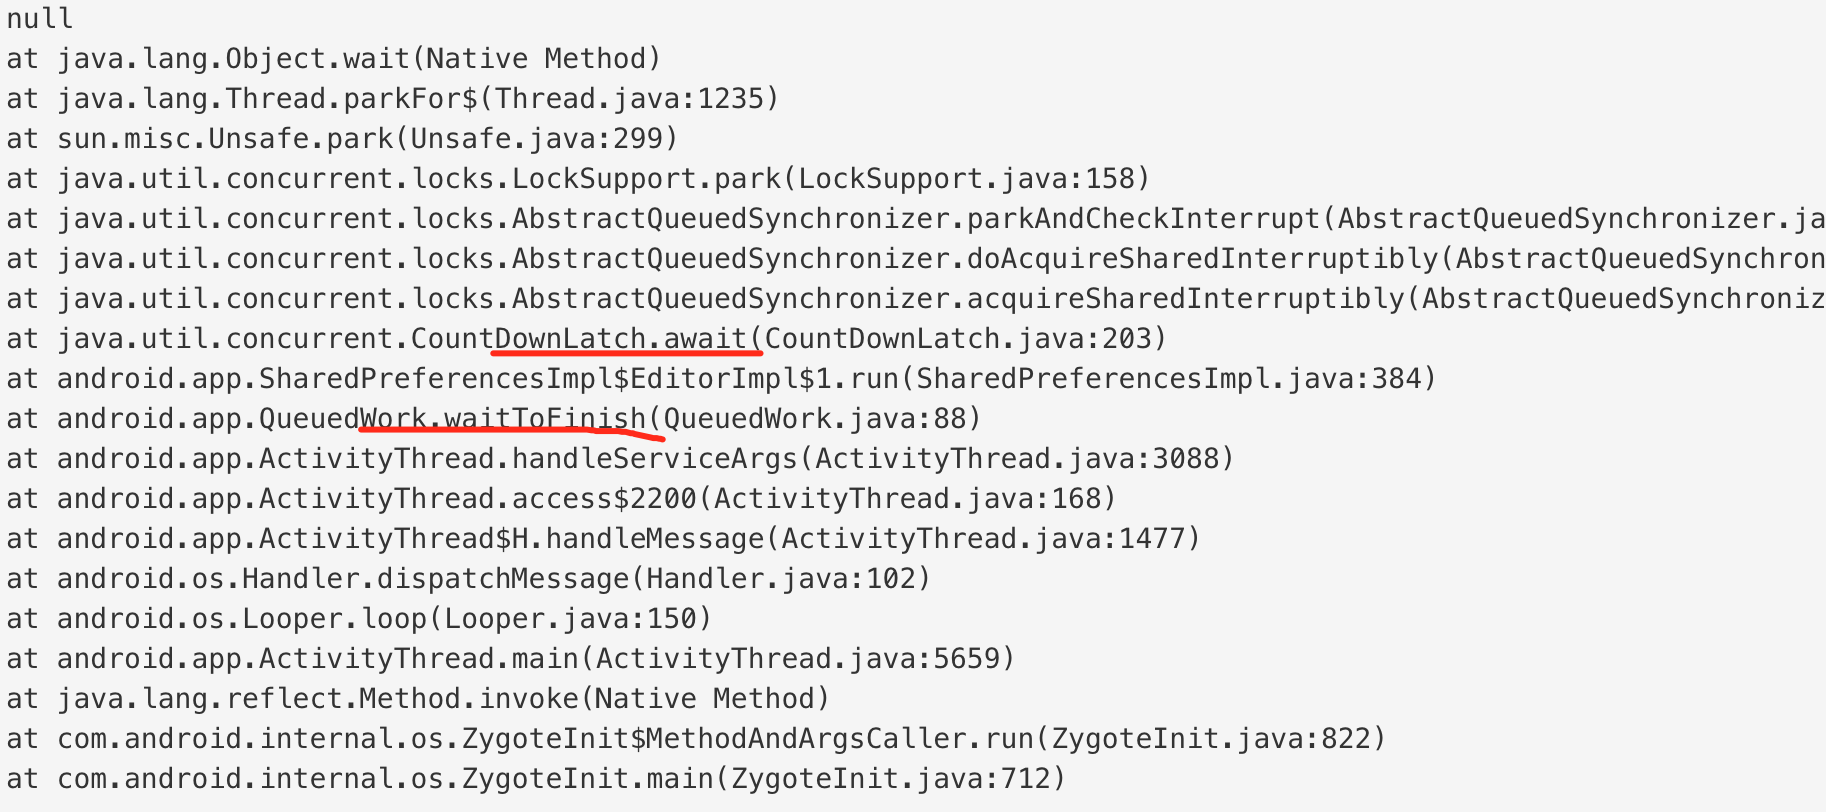 null
at java.lang.Object.wait(Native Method)
at java.lang.Thread.parkFor$(Thread.java:1235)
at sun.misc.Unsafe.park(Unsafe.java:299)
at java.util.concurrent.locks.LockSupport.park(LockSupport.java:158)
at java.util.concurrent.locks.AbstractQueuedSynchronizer.parkAndCheckInterrupt(AbstractQueuedSynchronizer.ja
at java.util.concurrent.locks.AbstractQueuedSynchronizer.doAcquireSharedInterruptibly(AbstractQueuedSynchron
at java.util.concurrent.locks.AbstractQueuedSynchronizer.acquireSharedInterruptibly(AbstractQueuedSynchroniz
at java.util.concurrent.CountDownLatch.await(CountDownLatch.java:203)
at android.app.SharedPreferencesImpl$EditorImpl$1.run(SharedPreferencesImpl.java:384)
at android.app.QueuedWork.waitToFinish(QueuedWork.java:88)
at android.app.ActivityThread.handleServiceArgs(ActivityThread.java:3088)
at android.app.ActivityThread.access$2200(ActivityThread.java:168)
at android.app.ActivityThread$H.handleMessage(ActivityThread.java:1477)
at android.os.Handler.dispatchMessage(Handler.java:102)
at android.os.Looper.loop(Looper.java:150)
at android.app.ActivityThread.main(ActivityThread.java:5659)
at java.lang.reflect.Method.invoke(Native Method)
at com.android.internal.os.ZygoteInit$MethodAndArgsCaller.run(ZygoteInit.java:822)
at com.android.internal.os.ZygoteInit.main(ZygoteInit.java:712)